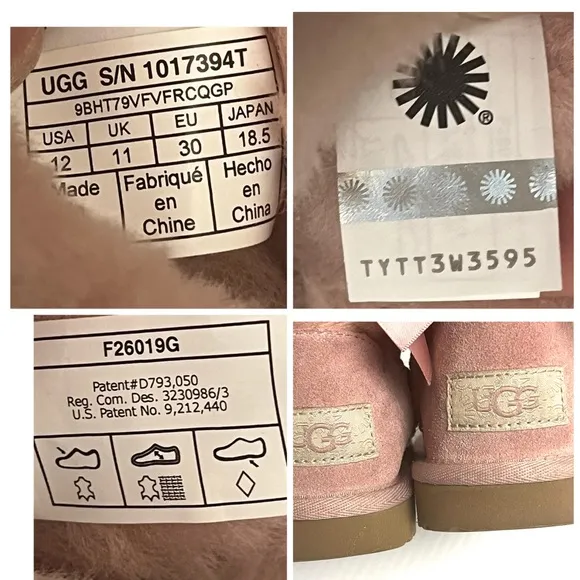 UGG S/N 1017394T
9BHT79VFVFRCQGP
USA UK EU JAPAN
12 11 30 18.5
Made Fabriqué Hecho
en en
Chine China
®
TYTT3W3595
F26019G
Patent#D793,050
Reg. Com. Des. 3230986/3
U.S. Patent No. 9,212,440
UGG
UGG